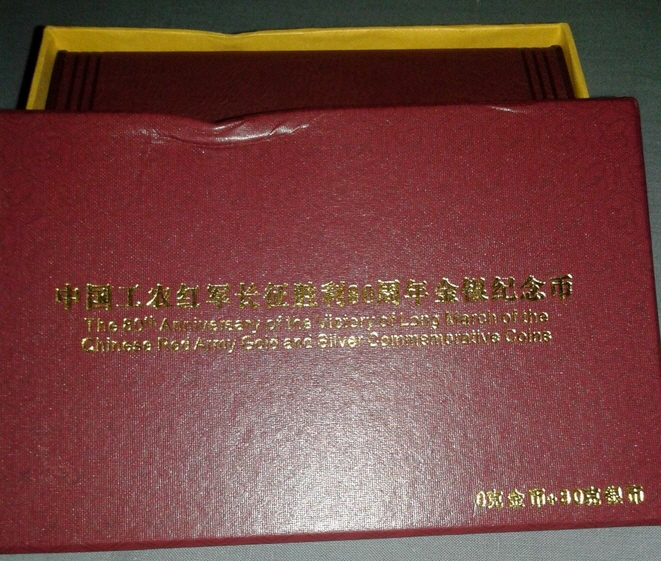 中国工农红军长征胜利80周年金银纪念币
The 80th Anniversary of the Victory of Long March of the
Chinese Red Army Gold and Silver Commemorative Coins
克金币+30克银币